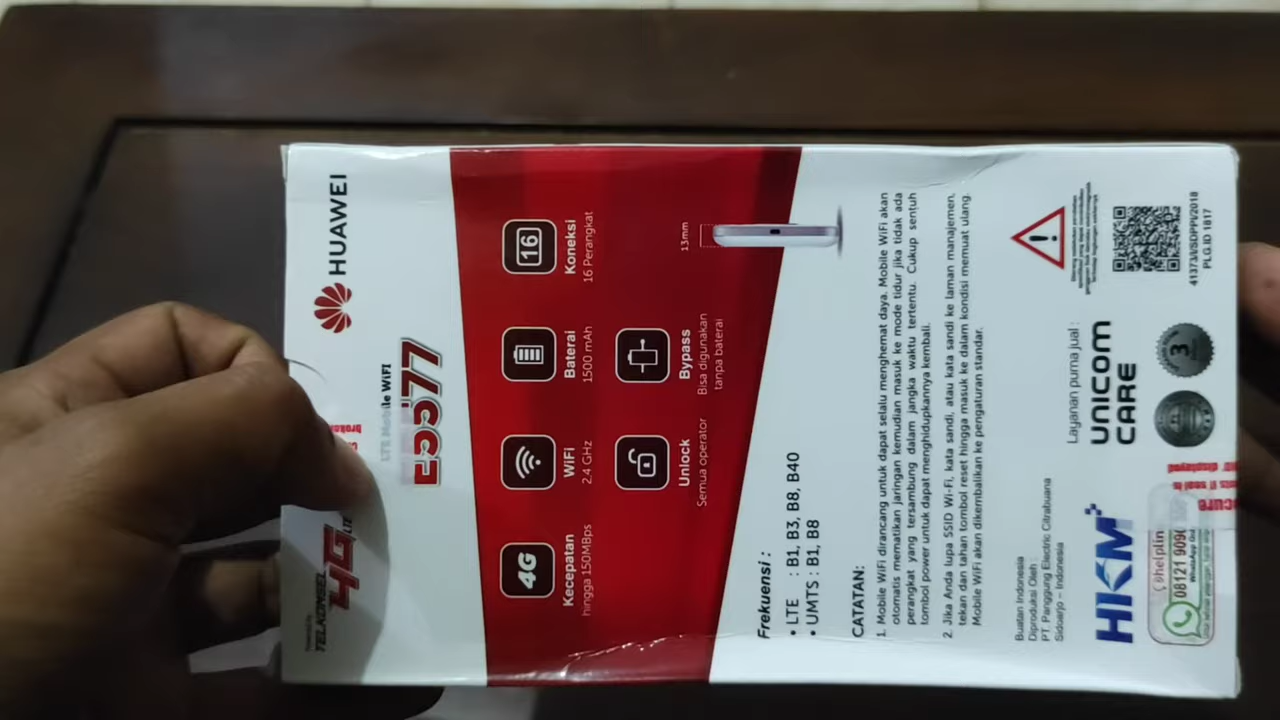 HUAWEI
TELKOMSEL
4G LTE
LTE Mobile WiFi
E5577
4G
Kecepatan
hingga 150MBps
WiFi
2.4 GHz
Baterai
1500 mAh
16
Koneksi
16 Perangkat
Unlock
Semua operator
Bypass
Bisa digunakan
tanpa baterai
13mm
Frekuensi :
• LTE : B1, B3, B8, B40
• UMTS : B1, B8
CATATAN:
1. Mobile WiFi dirancang untuk dapat selalu menghemat daya. Mobile WiFi akan
otomatis mematikan jaringan kemudian masuk ke mode tidur jika tidak ada
perangkat yang tersambung dalam jangka waktu tertentu. Cukup sentuh
tombol power untuk dapat menghidupkannya kembali.
2. Jika Anda lupa SSID Wi-Fi, kata sandi, atau kata sandi ke laman manajemen,
tekan dan tahan tombol reset hingga masuk ke dalam kondisi memuat ulang.
Mobile WiFi akan dikembalikan ke pengaturan standar.
Buatan Indonesia
Diproduksi Oleh :
PT. Panggung Electric Citrabuana
Sidoarjo – Indonesia
HKM
helplin
08121 9090
WhatsApp
Layanan purna jual :
UNICOM
CARE
3
41373/I/SDPPI/2018
PLG.ID 1817